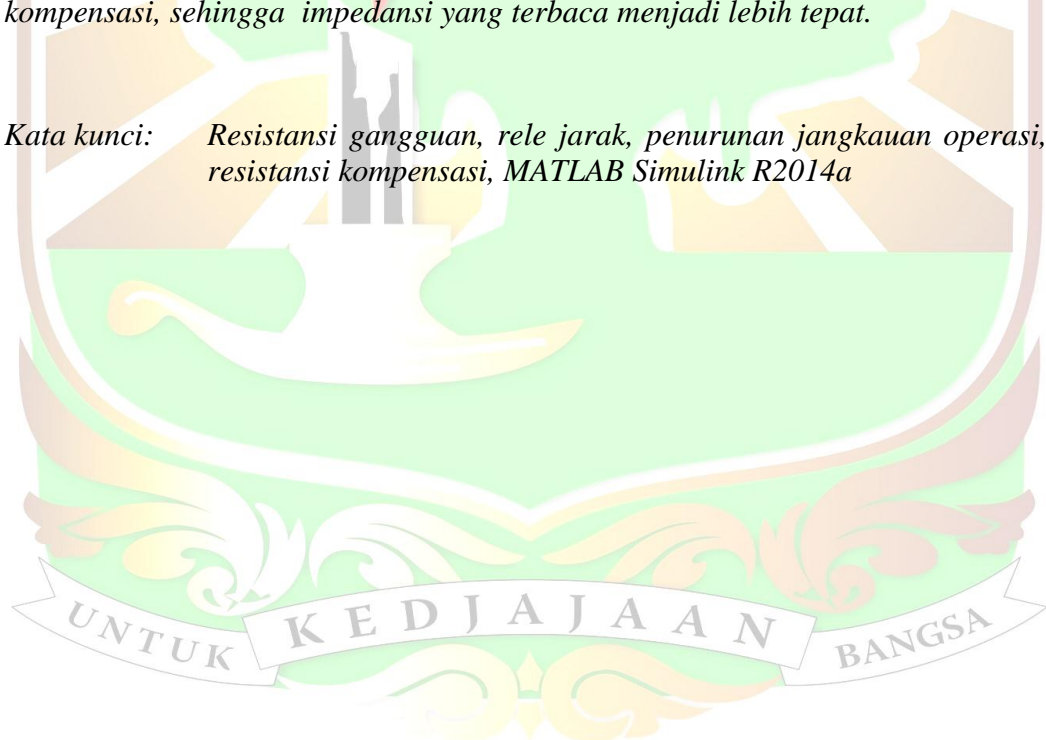 kompensasi, sehingga impedansi yang terbaca menjadi lebih tepat.
Kata kunci: Resistansi gangguan, rele jarak, penurunan jangkauan operasi,
resistansi kompensasi, MATLAB Simulink R2014a
UNTUK KEDJAJAAN BANGSA